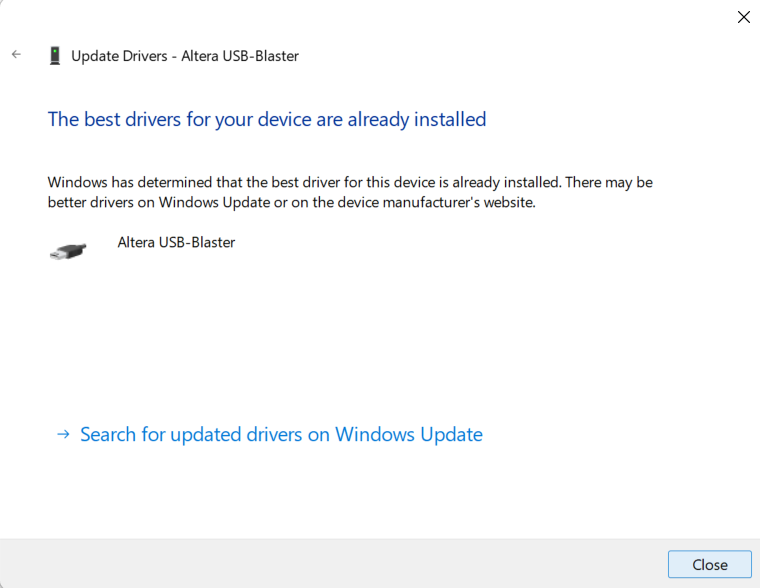 Update Drivers - Altera USB-Blaster
The best drivers for your device are already installed
Windows has determined that the best driver for this device is already installed. There may be
better drivers on Windows Update or on the device manufacturer's website.
Altera USB-Blaster
Search for updated drivers on Windows Update
Close